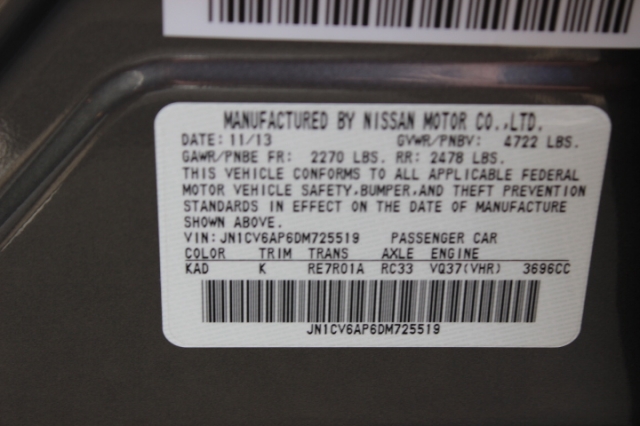 MANUFACTURED BY NISSAN MOTOR CO.,LTD.
DATE: 11/13 GVWR/PNBV: 4722 LBS.
GAWR/PNBE FR: 2270 LBS. RR: 2478 LBS.
THIS VEHICLE CONFORMS TO ALL APPLICABLE FEDERAL
MOTOR VEHICLE SAFETY,BUMPER,AND THEFT PREVENTION
STANDARDS IN EFFECT ON THE DATE OF MANUFACTURE
SHOWN ABOVE.
VIN: JN1CV6AP6DM725519 PASSENGER CAR
COLOR TRIM TRANS AXLE ENGINE
KAD K RE7R01A RC33 VQ37(VHR) 3696CC
JN1CV6AP6DM725519